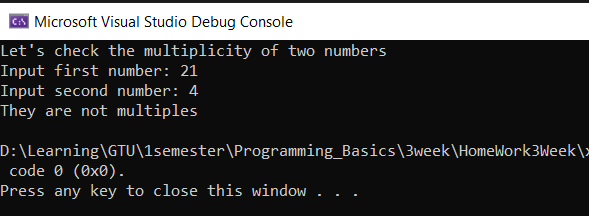 Microsoft Visual Studio Debug Console
Let's check the multiplicity of two numbers
Input first number: 21
Input second number: 4
They are not multiples
D:\Learning\GTU\1semester\Programming_Basics\3week\HomeWork3Week\x
 code 0 (0x0).
Press any key to close this window . . .